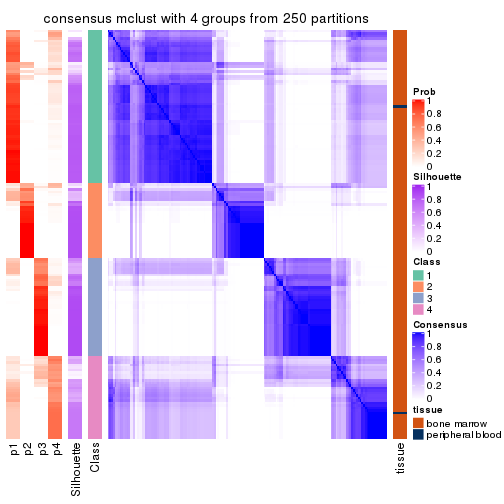 consensus mclust with 4 groups from 250 partitions
Prob
1
0.8
0.6
0.4
0.2
0
Silhouette
1
0.8
0.6
0.4
0.2
0
Class
1
2
3
4
Consensus
1
0.8
0.6
0.4
0.2
0
tissue
bone marrow
peripheral blood
p1
p2
p3
p4
Silhouette
Class
tissue